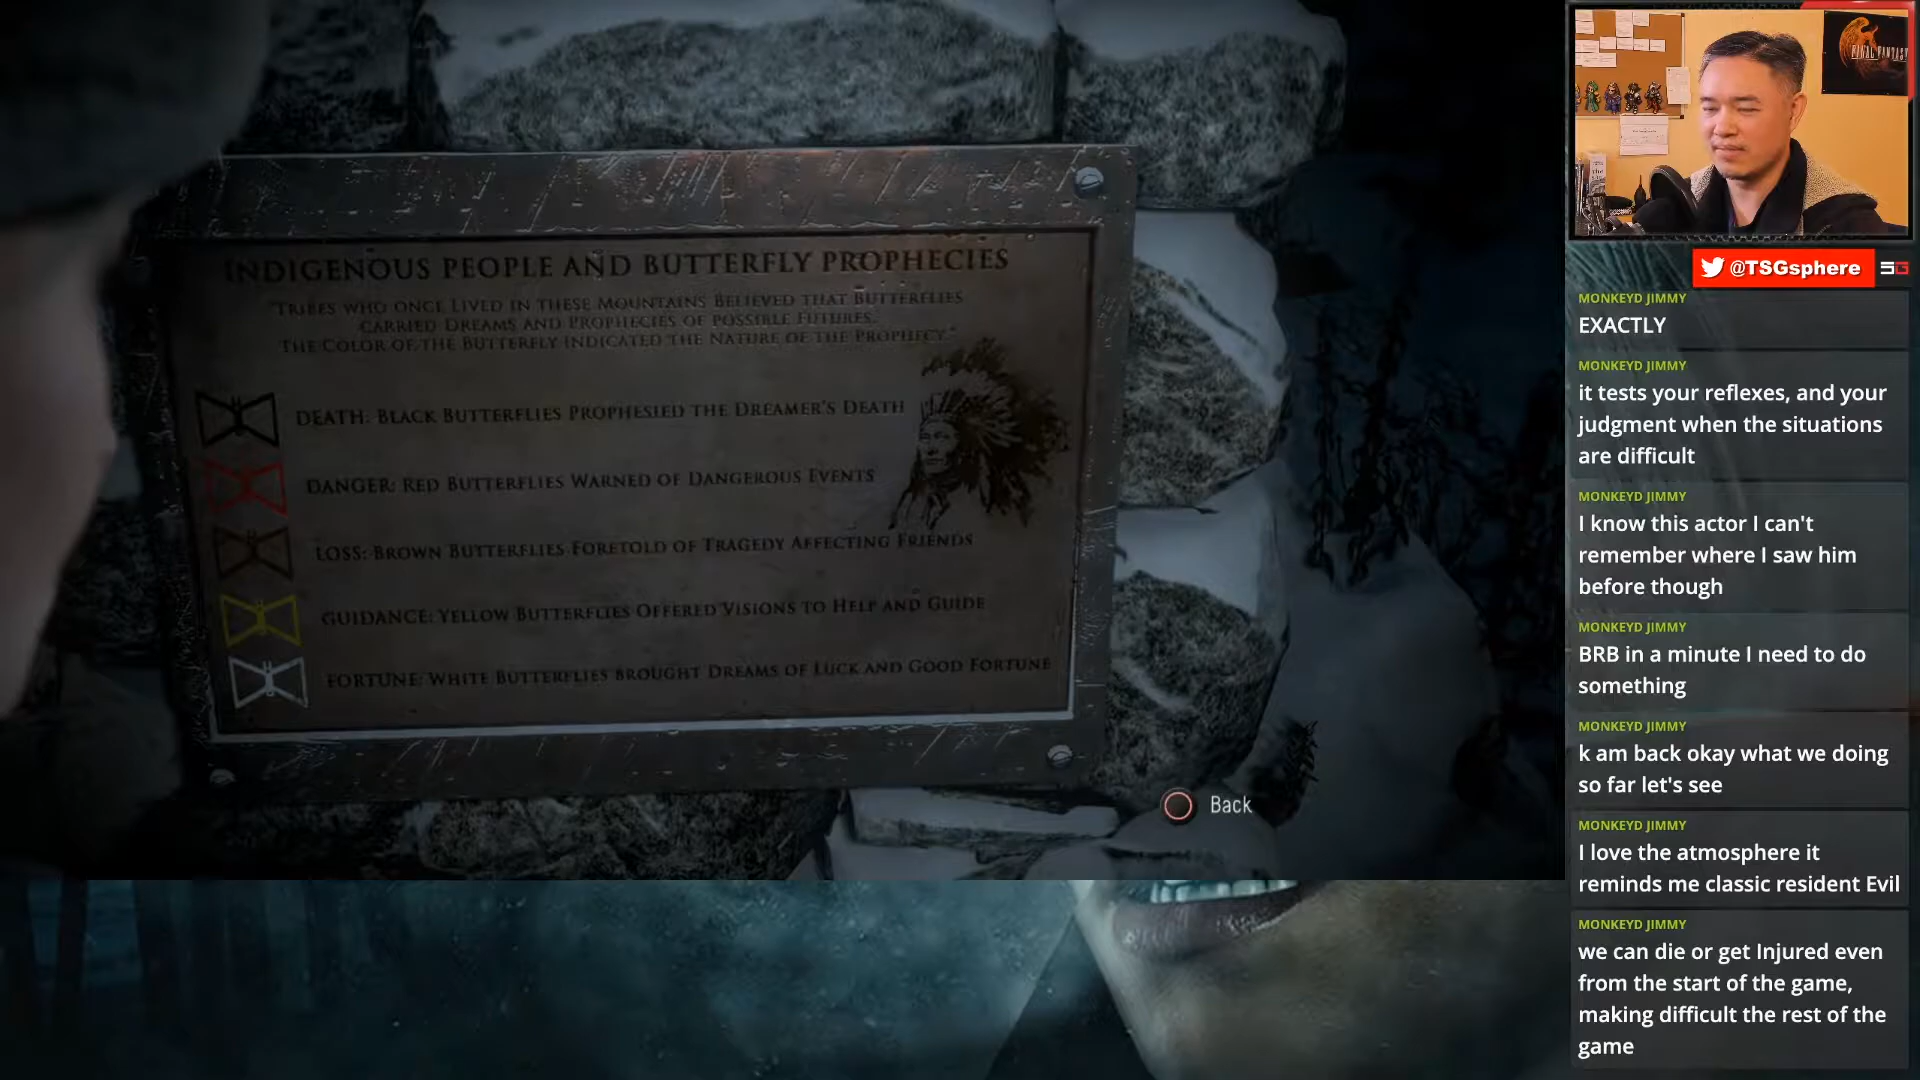 INDIGENOUS PEOPLE AND BUTTERFLY PROPHECIES
"TRIBES WHO ONCE LIVED IN THESE MOUNTAINS BELIEVED THAT BUTTERFLIES
CARRIED DREAMS AND PROPHECIES OF POSSIBLE FUTURES.
THE COLOR OF THE BUTTERFLY INDICATED THE NATURE OF THE PROPHECY."
DEATH: BLACK BUTTERFLIES PROPHESIED THE DREAMER'S DEATH
DANGER: RED BUTTERFLIES WARNED OF DANGEROUS EVENTS
LOSS: BROWN BUTTERFLIES FORETOLD OF TRAGEDY AFFECTING FRIENDS
GUIDANCE: YELLOW BUTTERFLIES OFFERED VISIONS TO HELP AND GUIDE
FORTUNE: WHITE BUTTERFLIES BROUGHT DREAMS OF LUCK AND GOOD FORTUNE
Back
FINAL FANTASY
@TSGsphere SG
MONKEYD JIMMY
EXACTLY
MONKEYD JIMMY
it tests your reflexes, and your
judgment when the situations
are difficult
MONKEYD JIMMY
I know this actor I can't
remember where I saw him
before though
MONKEYD JIMMY
BRB in a minute I need to do
something
MONKEYD JIMMY
k am back okay what we doing
so far let's see
MONKEYD JIMMY
I love the atmosphere it
reminds me classic resident Evil
MONKEYD JIMMY
we can die or get Injured even
from the start of the game,
making difficult the rest of the
game